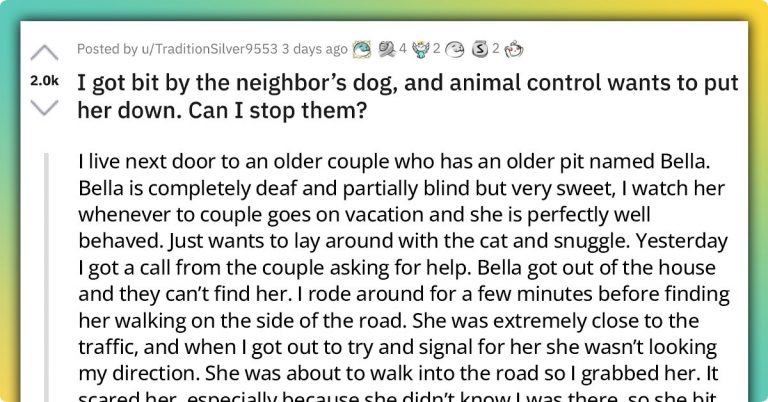 Posted by u/TraditionSilver9553 3 days ago 4 2 S 2
2.0k
I got bit by the neighbor's dog, and animal control wants to put
her down. Can I stop them?
I live next door to an older couple who has an older pit named Bella.
Bella is completely deaf and partially blind but very sweet, I watch her
whenever to couple goes on vacation and she is perfectly well
behaved. Just wants to lay around with the cat and snuggle. Yesterday
I got a call from the couple asking for help. Bella got out of the house
and they can't find her. I rode around for a few minutes before finding
her walking on the side of the road. She was extremely close to the
traffic, and when I got out to try and signal for her she wasn't looking
my direction. She was about to walk into the road so I grabbed her. It
scared her, especially because she didn't know I was there, so she bit